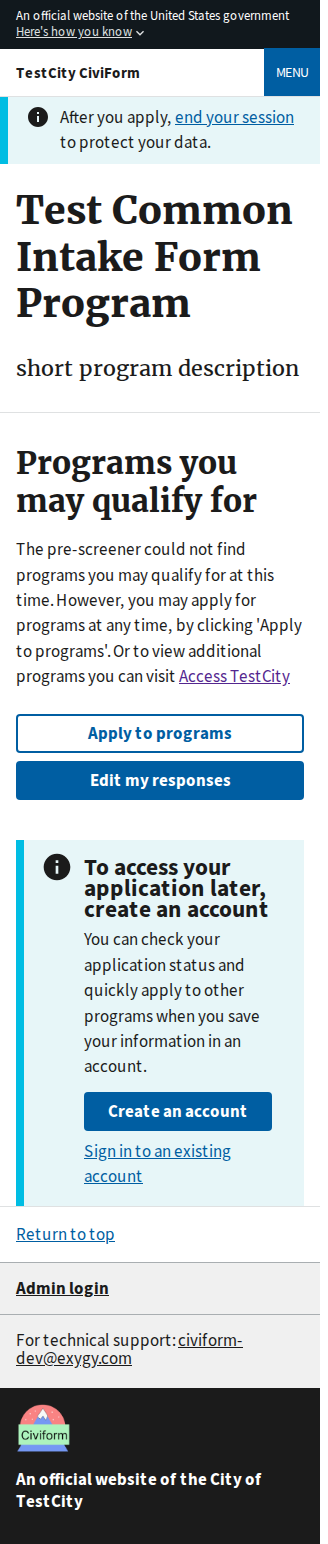 An official website of the United States government
Here's how you know
TestCity CiviForm
MENU
After you apply, end your session
to protect your data.
Test Common
Intake Form
Program
short program description
Programs you
may qualify for
The pre-screener could not find
programs you may qualify for at this
time. However, you may apply for
programs at any time, by clicking 'Apply
to programs'. Or to view additional
programs you can visit Access TestCity
Apply to programs
Edit my responses
To access your
application later,
create an account
You can check your
application status and
quickly apply to other
programs when you save
your information in an
account.
Create an account
Sign in to an existing
account
Return to top
Admin login
For technical support: civiform-
dev@exygy.com
Civiform
An official website of the City of
TestCity